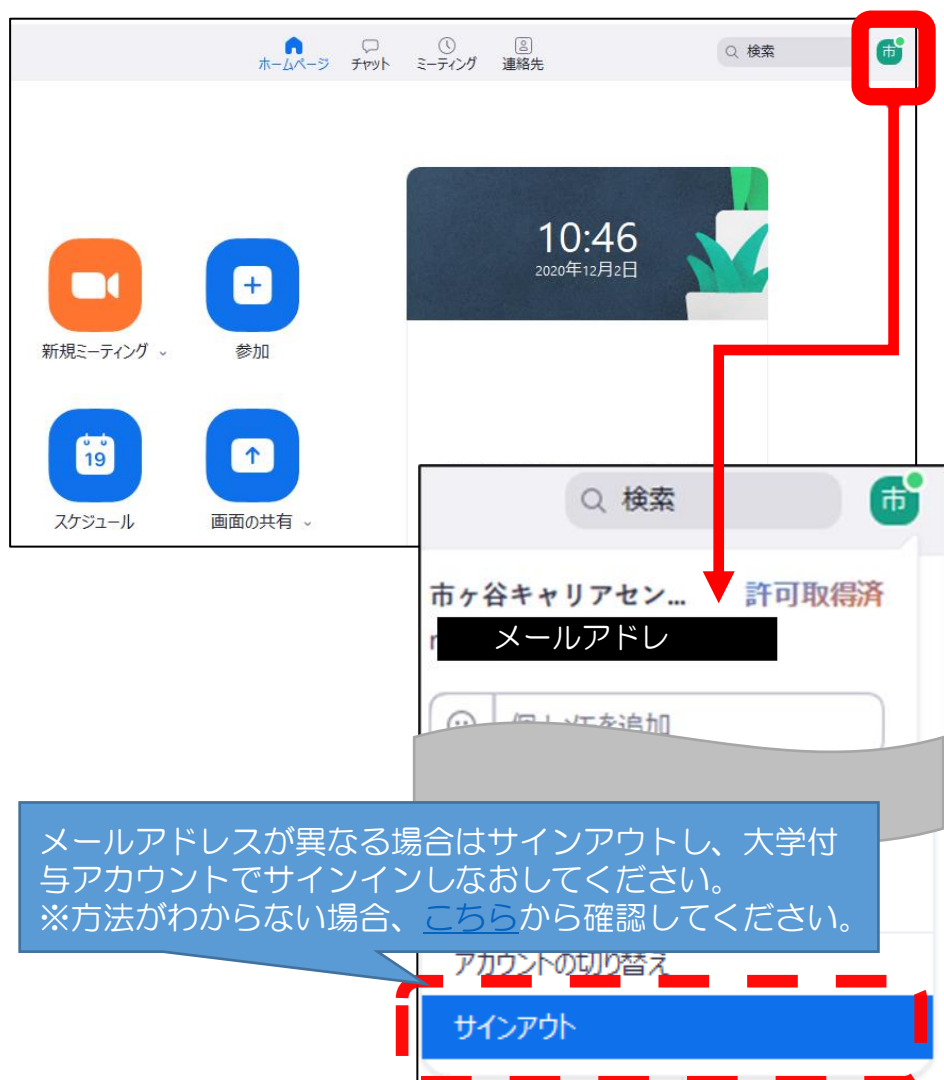 ホームページ チャット ミーティング 連絡先 検索 市
10:46
2020年12月2日
新規ミーティング 参加
19
スケジュール 画面の共有
検索 市
市ヶ谷キャリアセン... 許可取得済
メールアドレ
メールアドレスが異なる場合はサインアウトし、大学付
与アカウントでサインインしなおしてください。
※方法がわからない場合、こちらから確認してください。
アカウントの切り替え
サインアウト